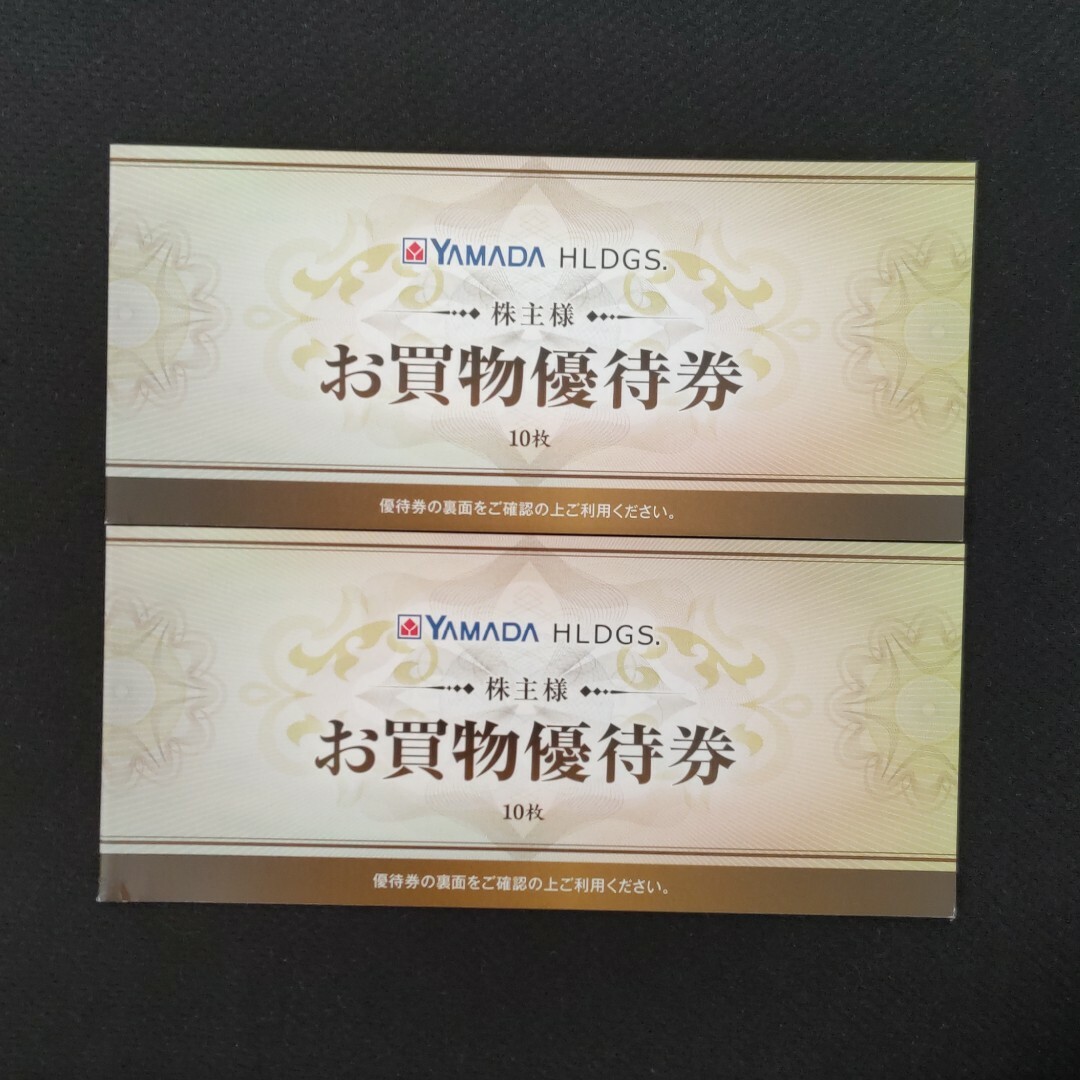 YAMADA HLDGS.
株主様
お買物優待券
10枚
優待券の裏面をご確認の上ご利用ください。
YAMADA HLDGS.
株主様
お買物優待券
10枚
優待券の裏面をご確認の上ご利用ください。